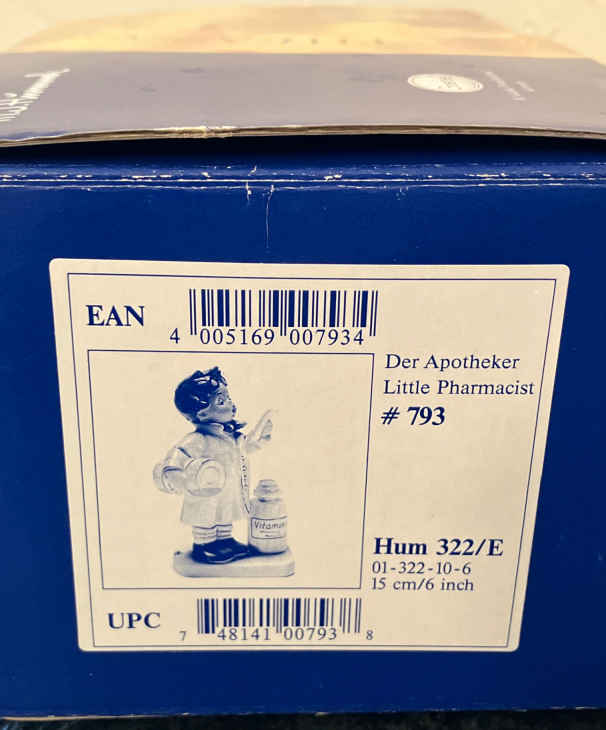 EAN
4 005169 007934
Der Apotheker
Little Pharmacist
# 793
Hum 322/E
01-322-10-6
15 cm/6 inch
UPC
7 48141 00793 8